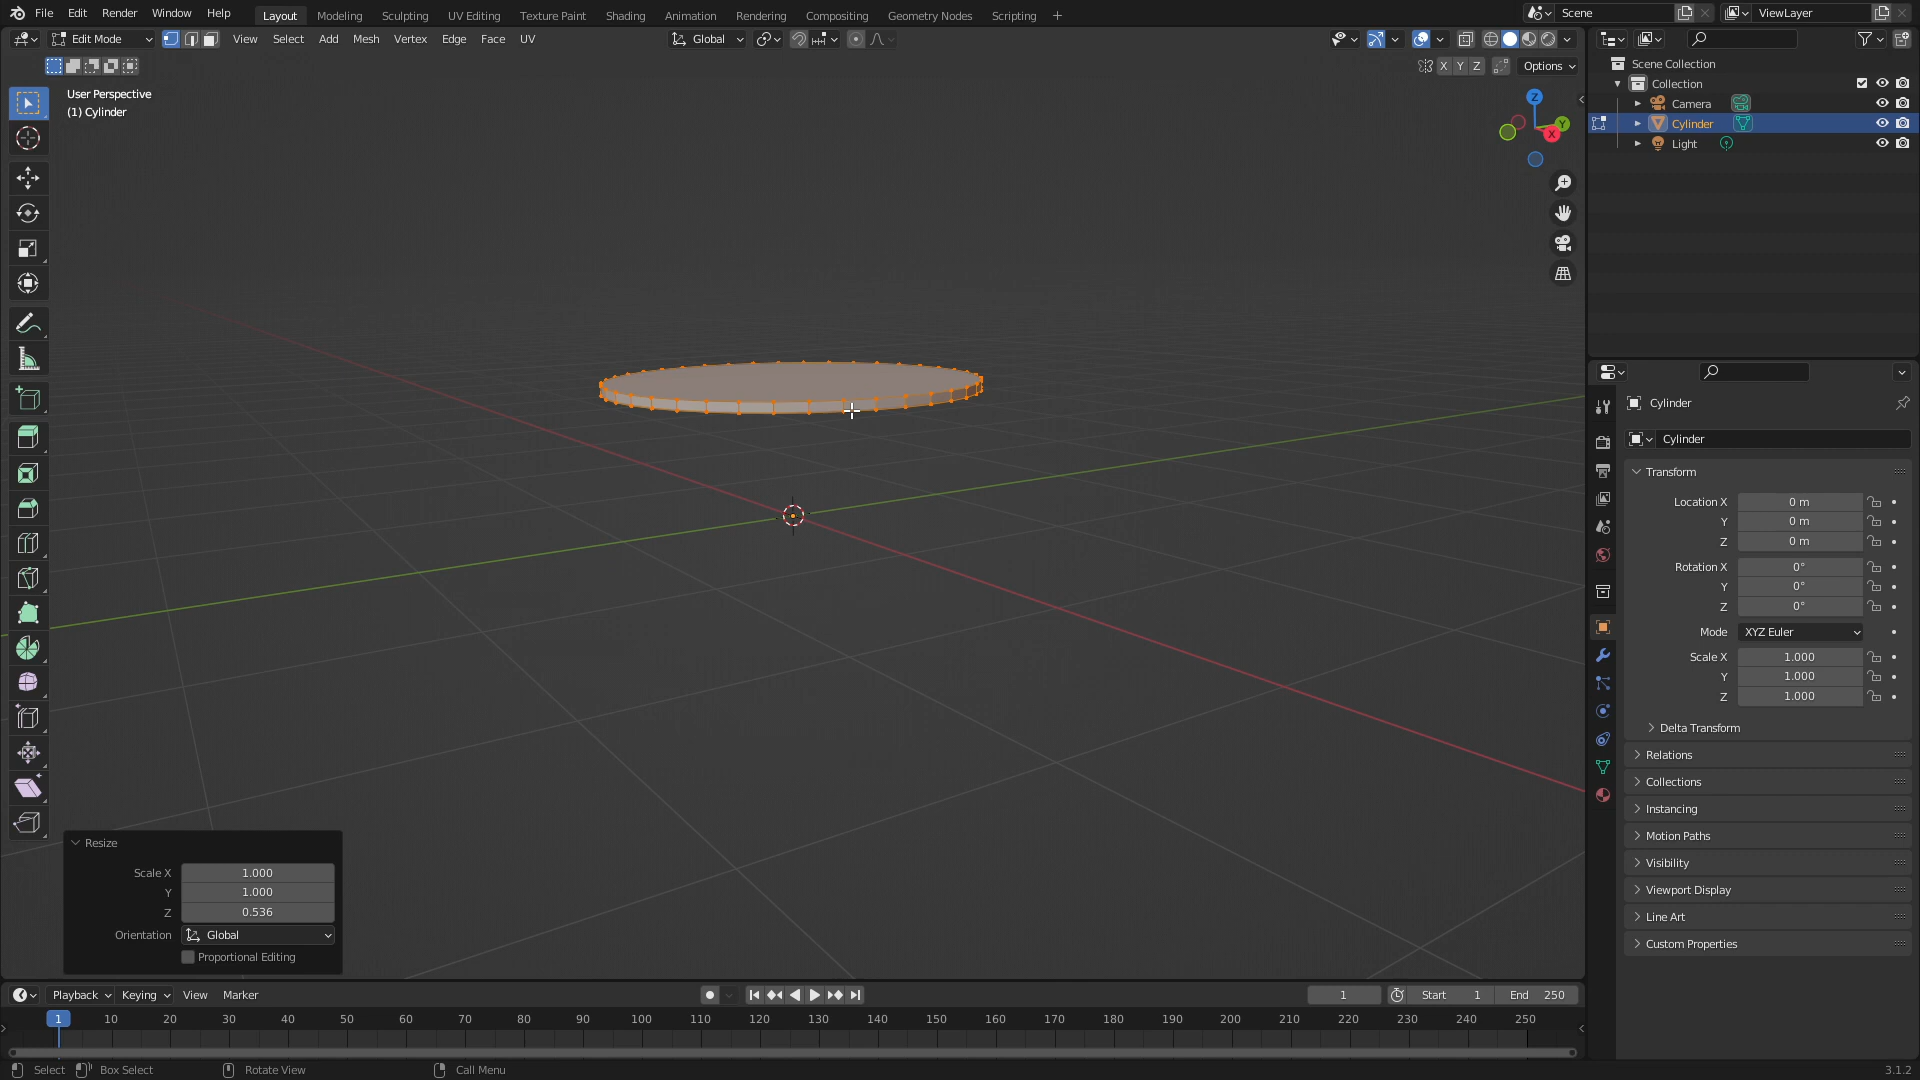 File Edit Render Window Help Layout Modeling Sculpting UV Editing Texture Paint Shading Animation Rendering Compositing Geometry Nodes Scripting + Scene ViewLayer
Edit Mode View Select Add Mesh Vertex Edge Face UV Global
X Y Z Options
User Perspective
(1) Cylinder
Z
Y
X
Scene Collection
Collection
Camera
Cylinder
Light
Cylinder
Cylinder
Transform
Location X 0 m
Y 0 m
Z 0 m
Rotation X 0°
Y 0°
Z 0°
Mode XYZ Euler
Scale X 1.000
Y 1.000
Z 1.000
Delta Transform
Relations
Collections
Instancing
Motion Paths
Visibility
Viewport Display
Line Art
Custom Properties
Resize
Scale X 1.000
Y 1.000
Z 0.536
Orientation Global
Proportional Editing
Playback Keying View Marker 1 Start 1 End 250
1 10 20 30 40 50 60 70 80 90 100 110 120 130 140 150 160 170 180 190 200 210 220 230 240 250
Select Box Select Rotate View Call Menu 3.1.2